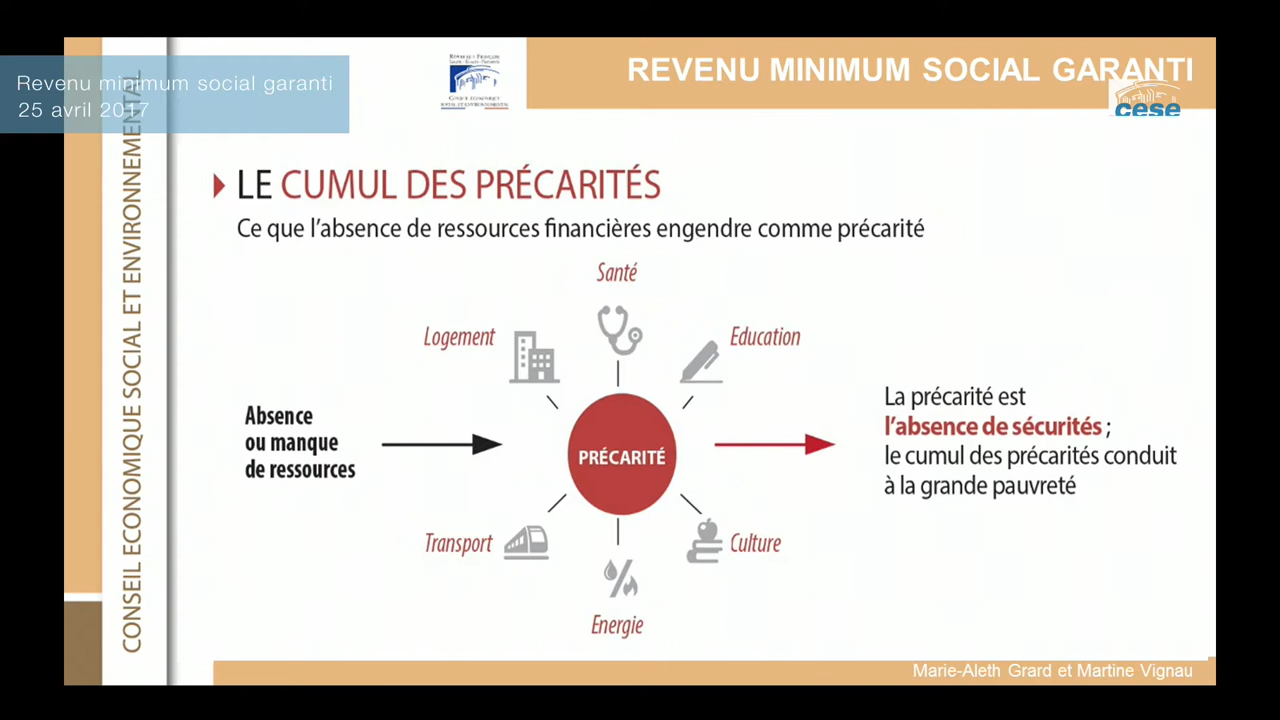 Revenu minimum social garanti
25 avril 2017
REVENU MINIMUM SOCIAL GARANTI
cese
CONSEIL ECONOMIQUE SOCIAL ET ENVIRONNEMENTAL
LE CUMUL DES PRÉCARITÉS
Ce que l'absence de ressources financières engendre comme précarité
Santé
Logement
Education
Absence
ou manque
de ressources
PRÉCARITÉ
La précarité est
l'absence de sécurités ;
le cumul des précarités conduit
à la grande pauvreté
Transport
Culture
Energie
Marie-Aleth Grard et Martine Vignau